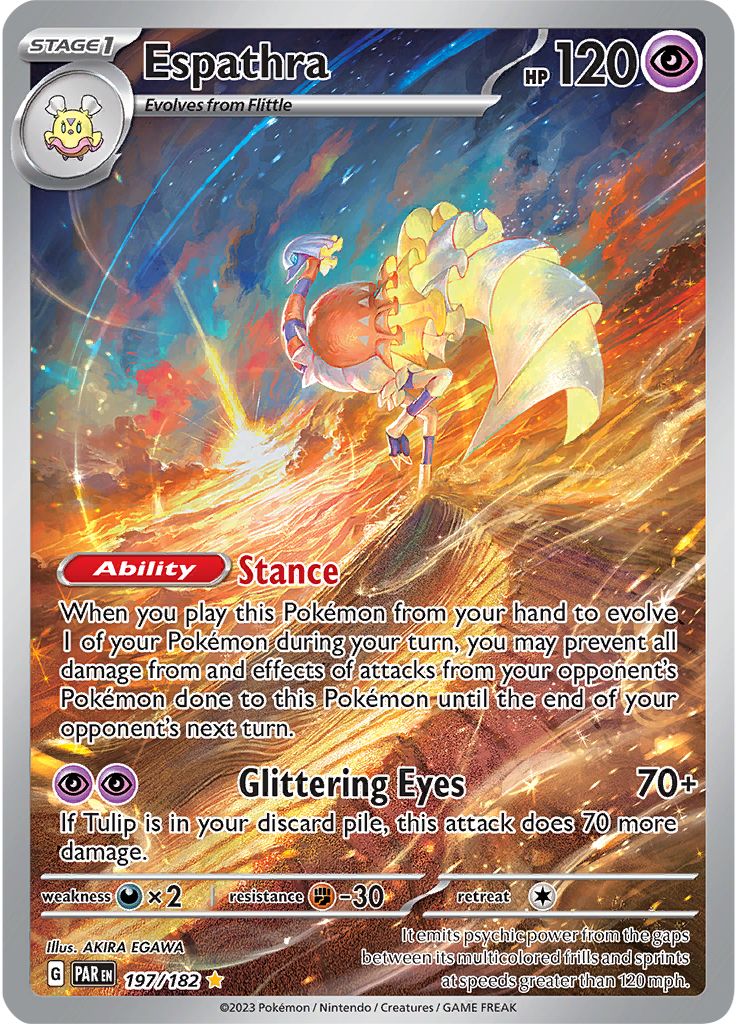 STAGE1
Espathra
HP 120
Evolves from Flittle
Ability Stance
When you play this Pokémon from your hand to evolve
1 of your Pokémon during your turn, you may prevent all
damage from and effects of attacks from your opponent's
Pokémon done to this Pokémon until the end of your
opponent's next turn.
Glittering Eyes 70+
If Tulip is in your discard pile, this attack does 70 more
damage.
weakness ×2 resistance -30 retreat
Illus. AKIRA EGAWA
G PAR EN 197/182
It emits psychic power from the gaps
between its multicolored frills and sprints
at speeds greater than 120 mph.
©2023 Pokémon / Nintendo / Creatures / GAME FREAK